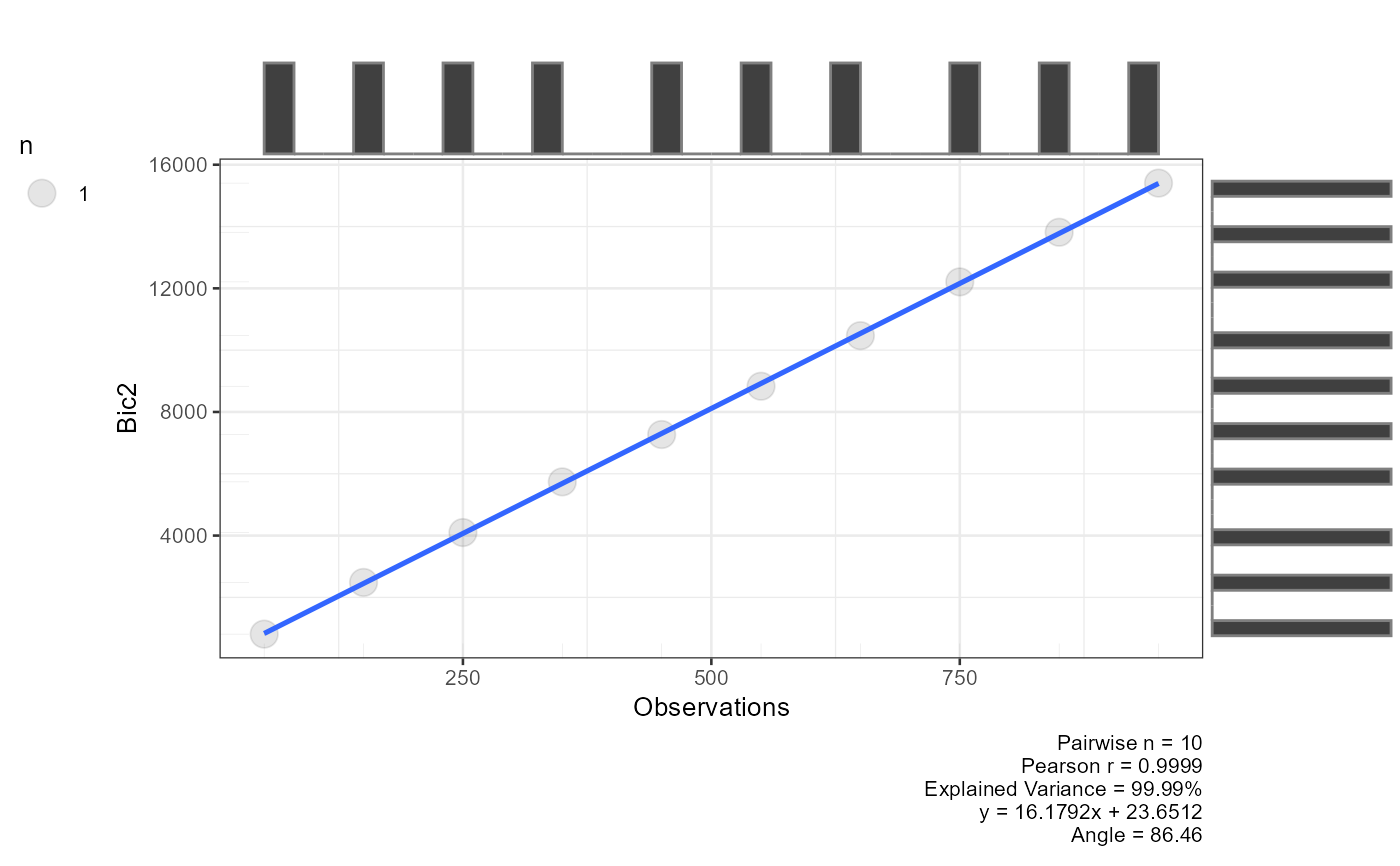 n
1
16000
12000
8000
4000
Bic2
250 500 750
Observations
Pairwise n = 10
Pearson r = 0.9999
Explained Variance = 99.99%
y = 16.1792x + 23.6512
Angle = 86.46